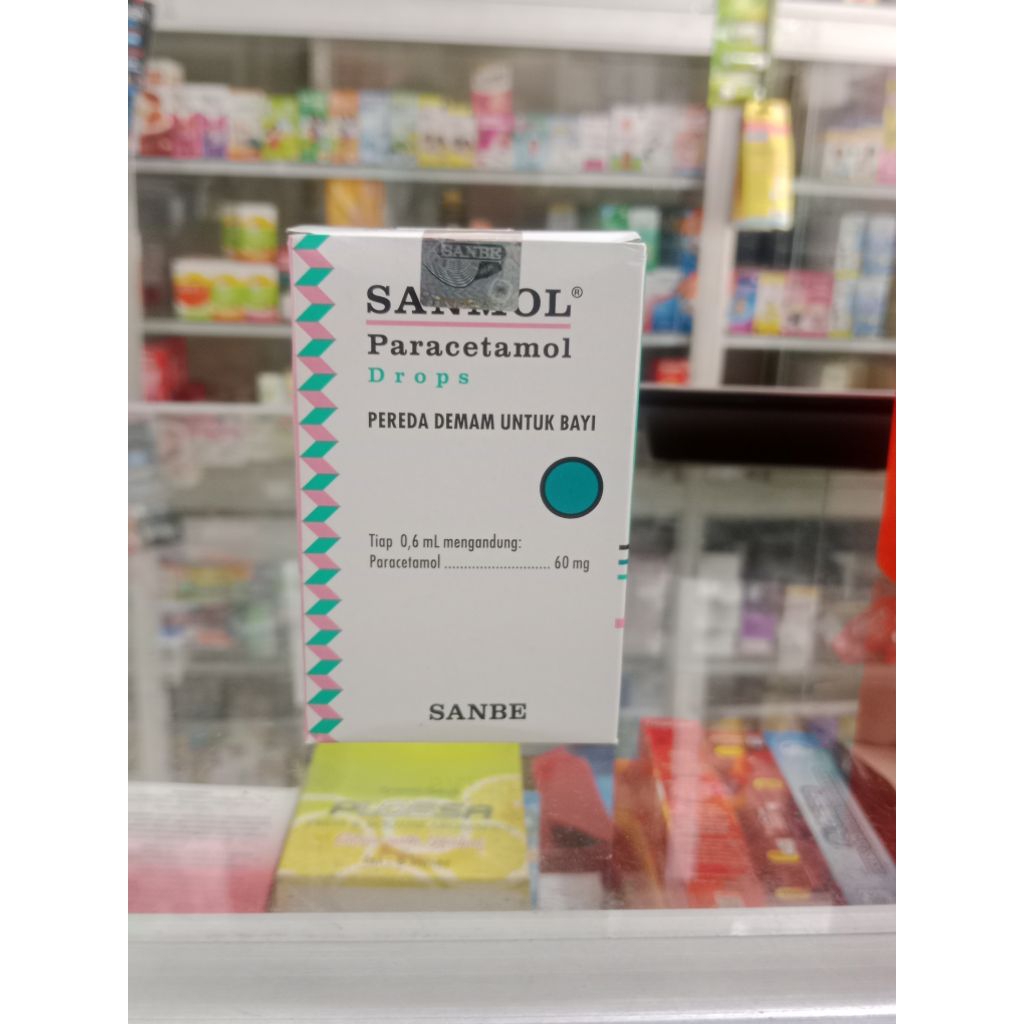 SANBE
SANMOL®
Paracetamol
Drops
PEREDA DEMAM UNTUK BAYI
Tiap 0,6 mL mengandung:
Paracetamol ........................... 60 mg
SANBE